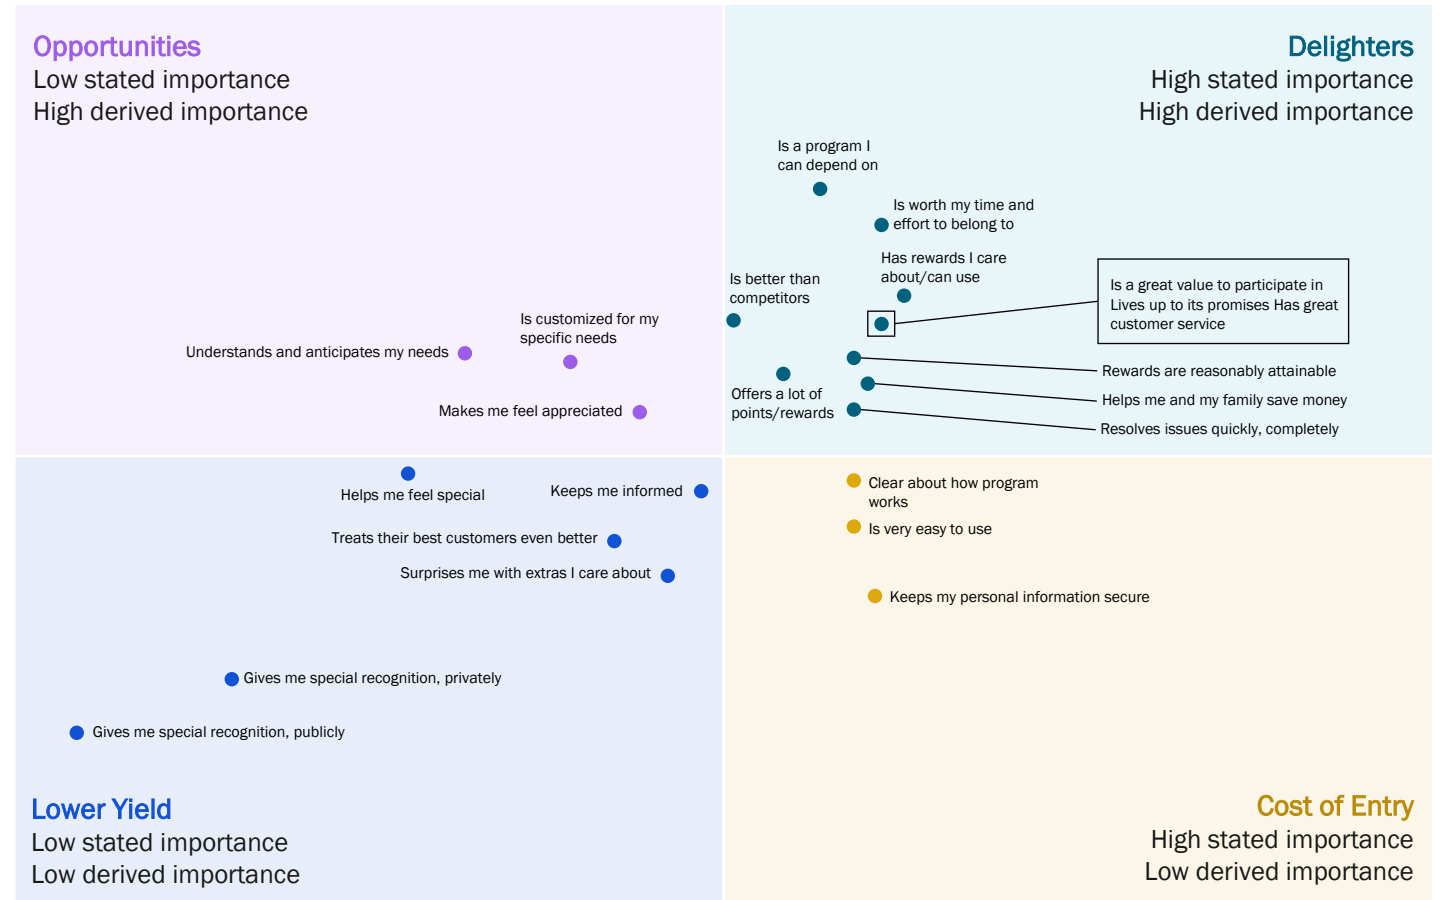 Opportunities
Low stated importance
High derived importance
Delighters
High stated importance
High derived importance
Is a program I
can depend on
Is worth my time and
effort to belong to
Has rewards I care
about/can use
Is better than
competitors
Is a great value to participate in
Lives up to its promises Has great
customer service
Rewards are reasonably attainable
Helps me and my family save money
Resolves issues quickly, completely
Offers a lot of
points/rewards
Is customized for my
specific needs
Understands and anticipates my needs
Makes me feel appreciated
Helps me feel special
Keeps me informed
Treats their best customers even better
Surprises me with extras I care about
Gives me special recognition, privately
Gives me special recognition, publicly
Lower Yield
Low stated importance
Low derived importance
Clear about how program
works
Is very easy to use
Keeps my personal information secure
Cost of Entry
High stated importance
Low derived importance